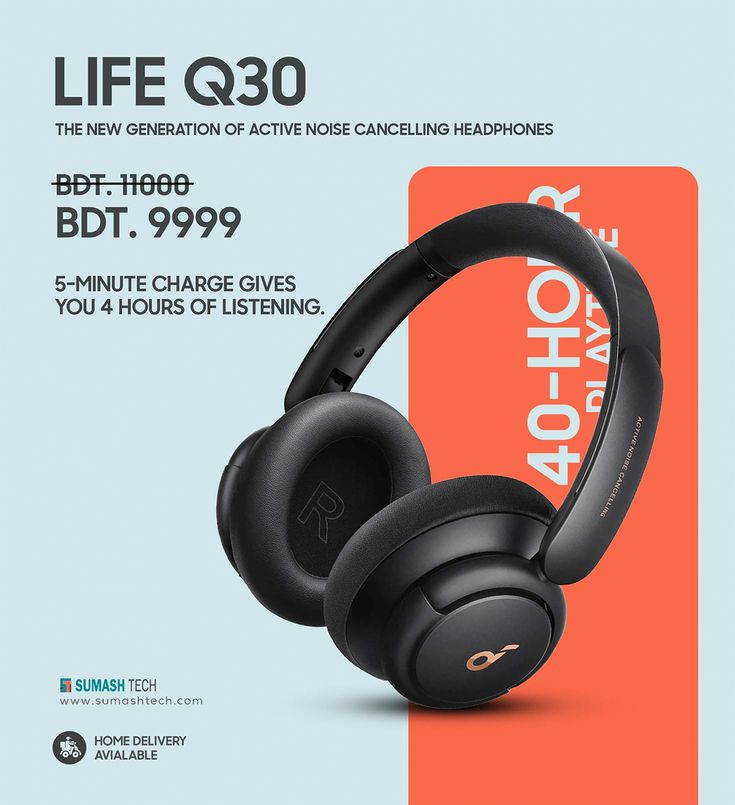 LIFE Q30
THE NEW GENERATION OF ACTIVE NOISE CANCELLING HEADPHONES
BDT. 11000
BDT. 9999
5-MINUTE CHARGE GIVES
YOU 4 HOURS OF LISTENING.
40-HOUR
PLAYTIME
ACTIVE NOISE CANCELLING
R
SUMASH TECH
www.sumashtech.com
HOME DELIVERY
AVIALABLE